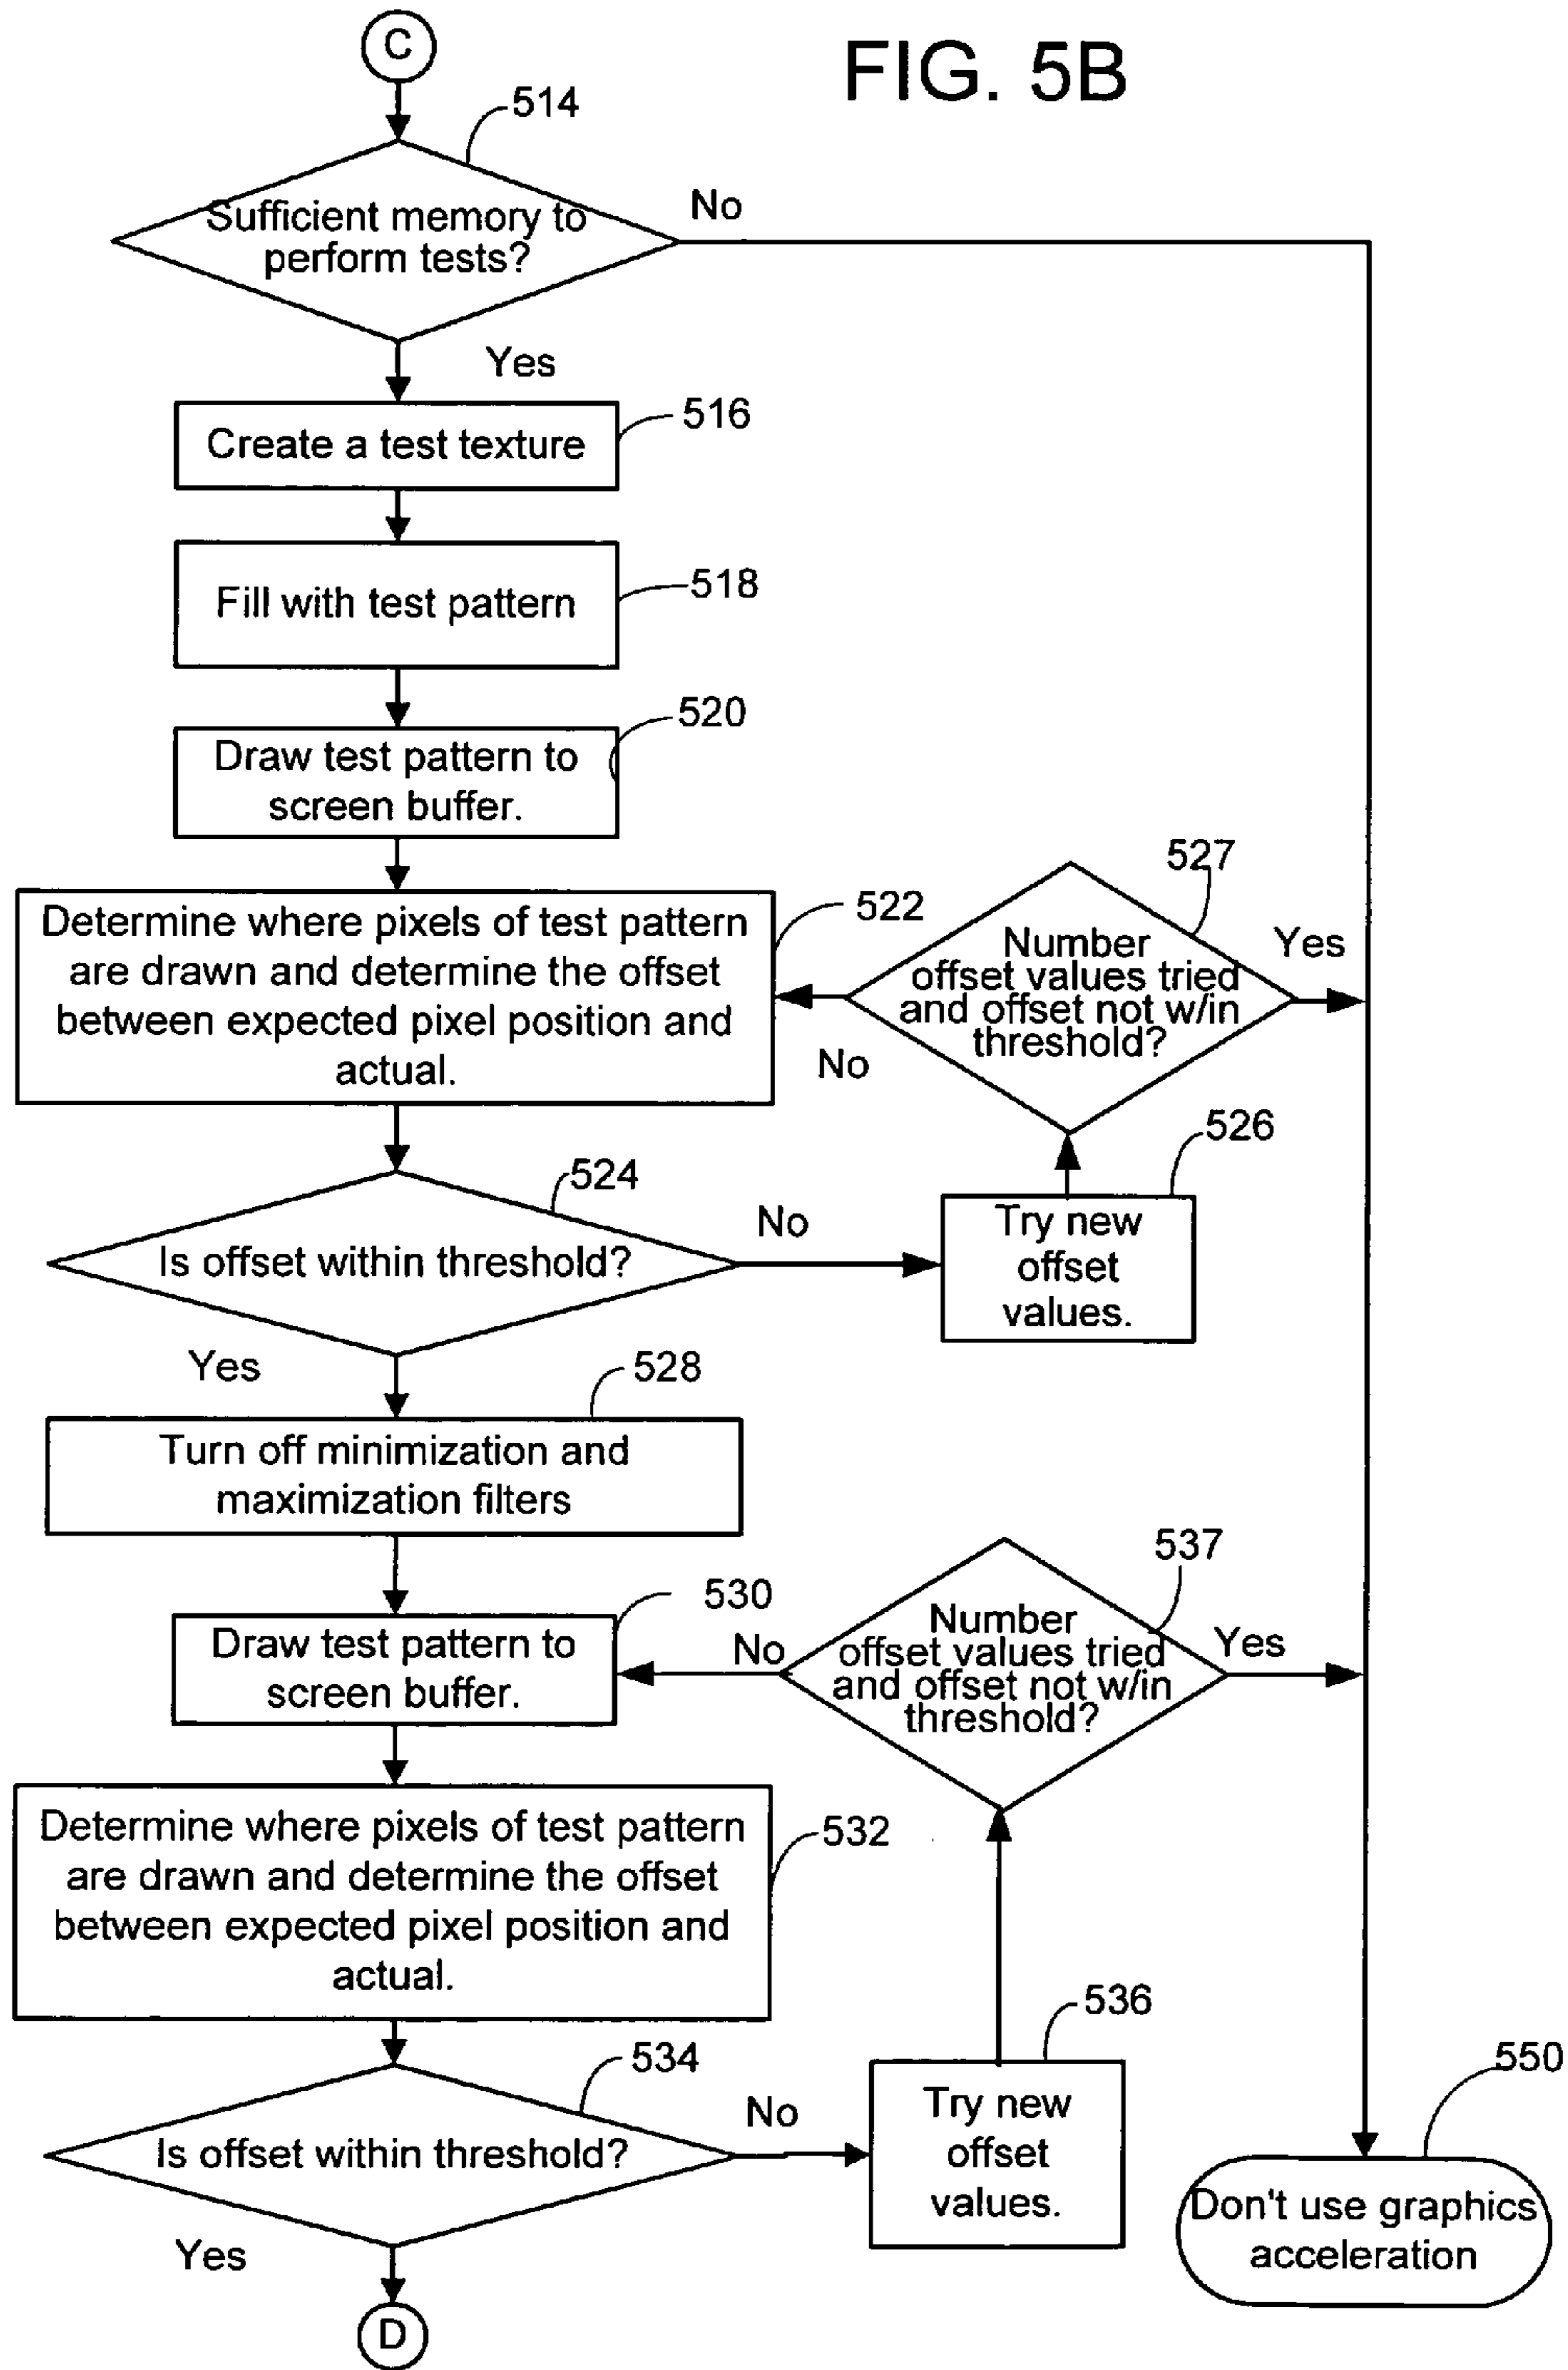 FIG. 5B
C
514
Sufficient memory to
perform tests?
No
Yes
516
Create a test texture
518
Fill with test pattern
520
Draw test pattern to
screen buffer.
522
Determine where pixels of test pattern
are drawn and determine the offset
between expected pixel position and
actual.
527
Number
offset values tried
and offset not w/in
threshold?
Yes
No
524
Is offset within threshold?
No
526
Try new
offset
values.
Yes
528
Turn off minimization and
maximization filters
530
Draw test pattern to
screen buffer.
537
Number
offset values tried
and offset not w/in
threshold?
No
Yes
532
Determine where pixels of test pattern
are drawn and determine the offset
between expected pixel position and
actual.
534
Is offset within threshold?
No
536
Try new
offset
values.
550
Don't use graphics
acceleration
Yes
D